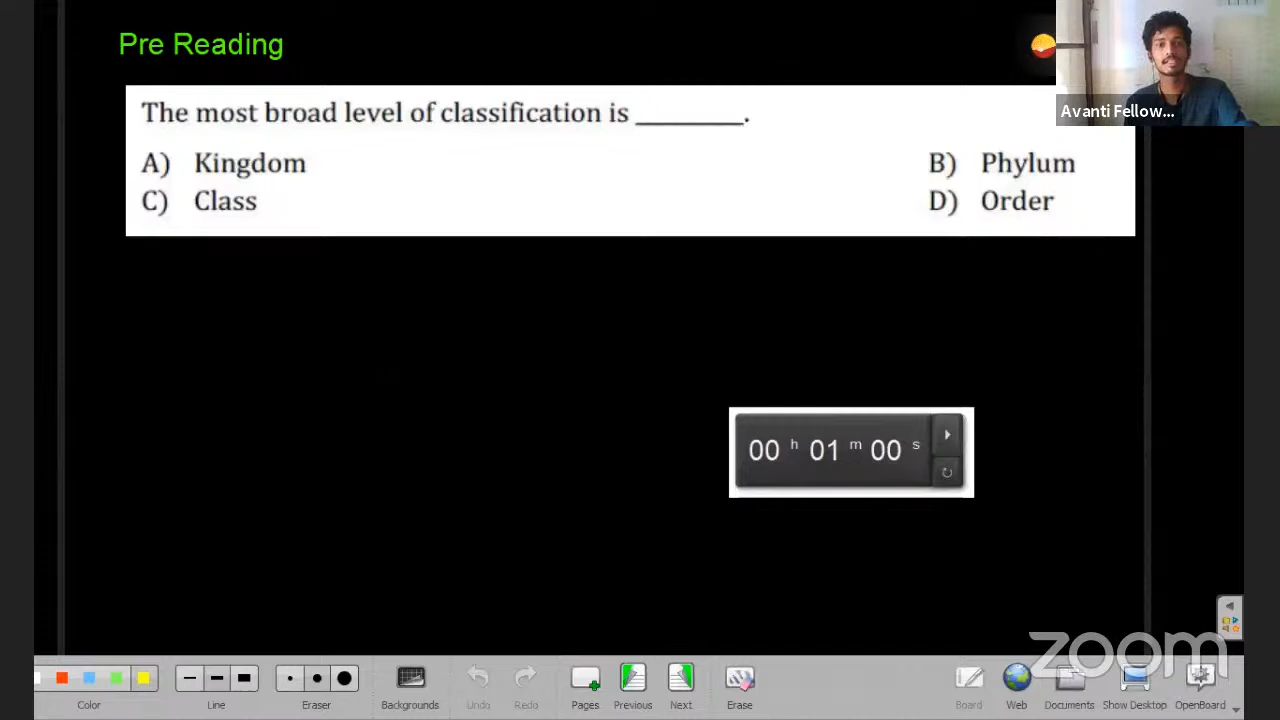 Pre Reading
The most broad level of classification is _________.
A) Kingdom B) Phylum
C) Class D) Order
Avanti Fellow...
00 h 01 m 00 s
zoom
Color Line Eraser Backgrounds Undo Redo Pages Previous Next Erase Board Web Documents Show Desktop OpenBoard